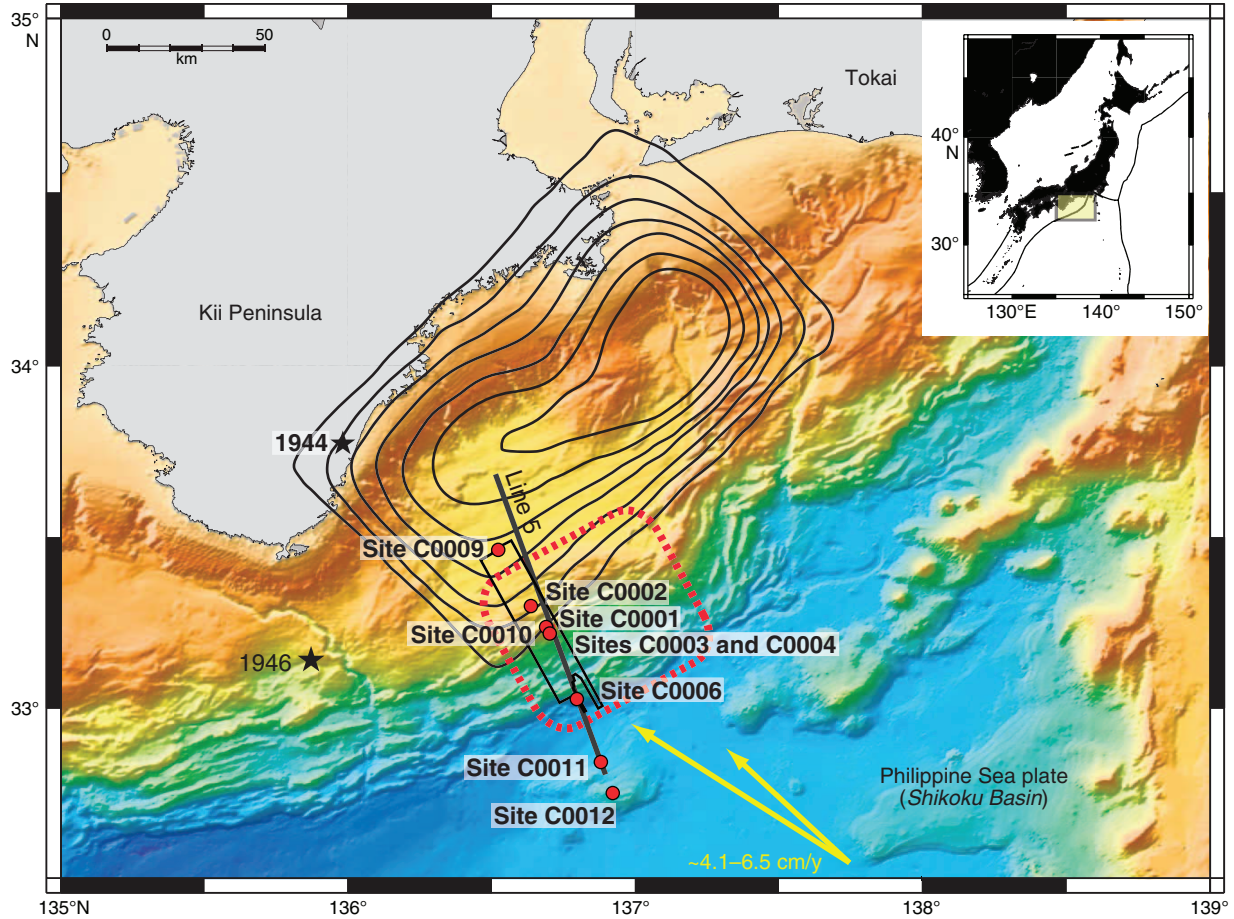 35°
N
0
50
km
Tokai
40°
N
30°
130°E
140°
150°
Kii Peninsula
34°
1944
Line 5
Site C0009
Site C0002
Site C0001
Site C0010
Sites C0003 and C0004
1946
Site C0006
33°
Site C0011
Philippine Sea plate
(Shikoku Basin)
Site C0012
~4.1–6.5 cm/y
135°N
136°
137°
138°
139°